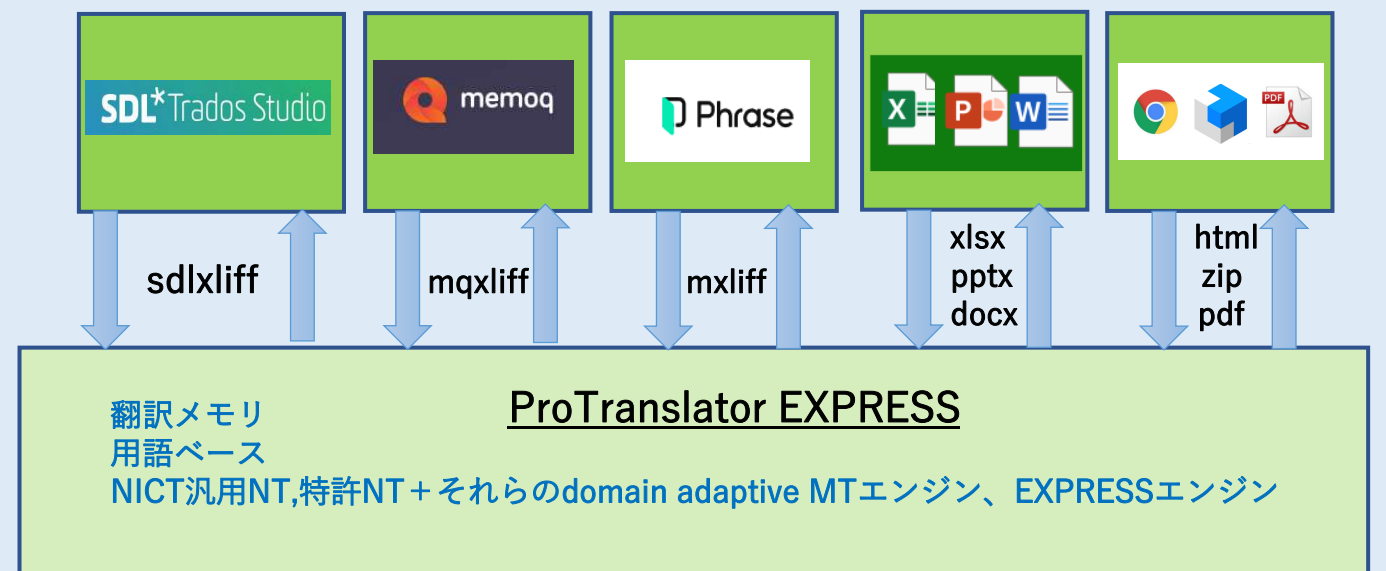 SDL*Trados Studio
memoq
Phrase
X
P
W
PDF
sdlxliff
mqxliff
mxliff
xlsx
pptx
docx
html
zip
pdf
ProTranslator EXPRESS
翻訳メモリ
用語ベース
NICT汎用NT,特許NT＋それらのdomain adaptive MTエンジン、EXPRESSエンジン